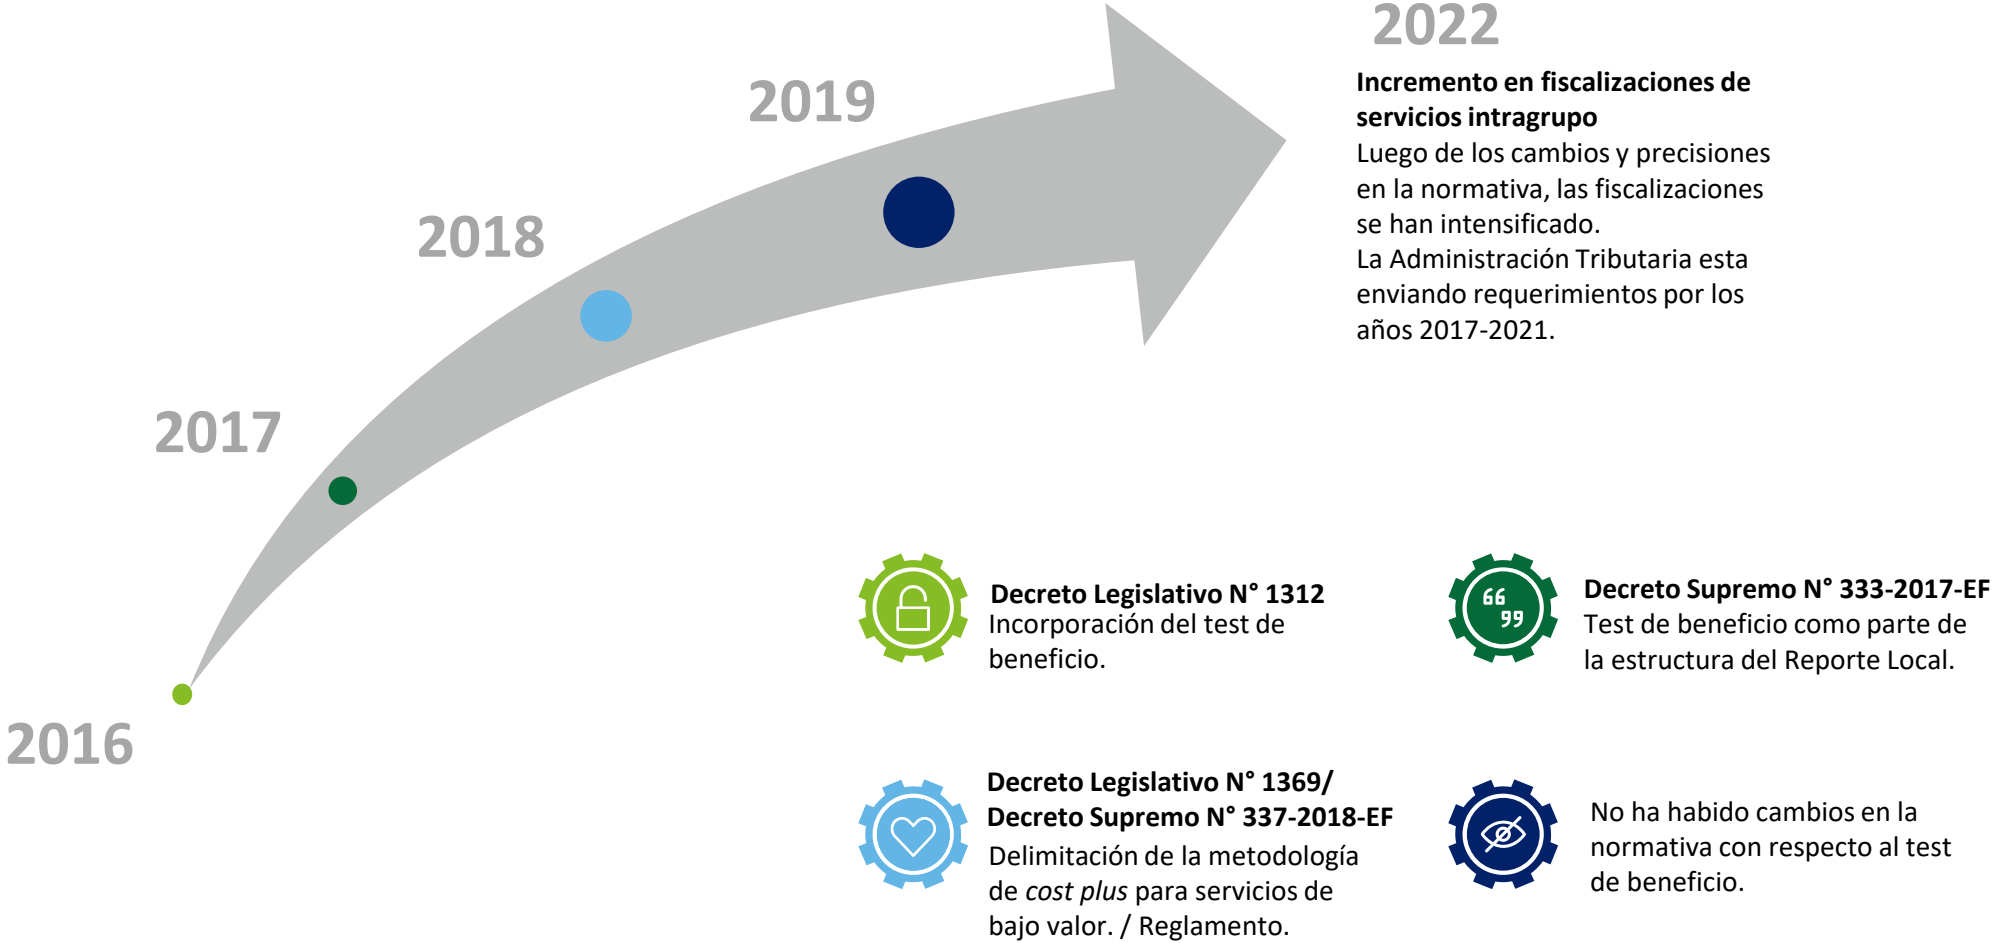 2022
Incremento en fiscalizaciones de
servicios intragrupo
Luego de los cambios y precisiones
en la normativa, las fiscalizaciones
se han intensificado.
La Administración Tributaria esta
enviando requerimientos por los
años 2017-2021.
2019
2018
2017
2016
Decreto Legislativo N° 1312
Incorporación del test de
beneficio.
66
99
Decreto Supremo N° 333-2017-EF
Test de beneficio como parte de
la estructura del Reporte Local.
Decreto Legislativo N° 1369/
Decreto Supremo N° 337-2018-EF
Delimitación de la metodología
de cost plus para servicios de
bajo valor. / Reglamento.
No ha habido cambios en la
normativa con respecto al test
de beneficio.